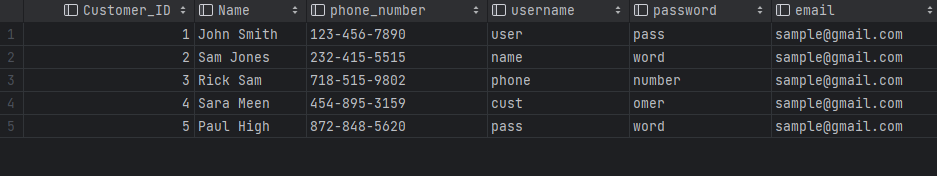 Customer_ID Name phone_number username password email
1 1 John Smith 123-456-7890 user pass sample@gmail.com
2 2 Sam Jones 232-415-5515 name word sample@gmail.com
3 3 Rick Sam 718-515-9802 phone number sample@gmail.com
4 4 Sara Meen 454-895-3159 cust omer sample@gmail.com
5 5 Paul High 872-848-5620 pass word sample@gmail.com